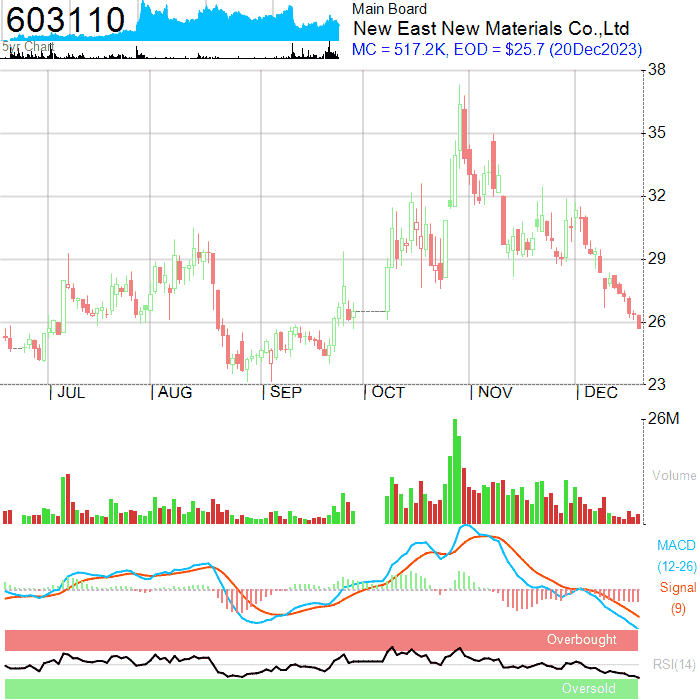 603110
5yr Chart
Main Board
New East New Materials Co.,Ltd
MC = 517.2K, EOD = $25.7 (20Dec2023)
38
35
32
29
26
23
JUL
AUG
SEP
OCT
NOV
DEC
26M
Volume
MACD
(12-26)
Signal
(9)
Overbought
RSI(14)
Oversold